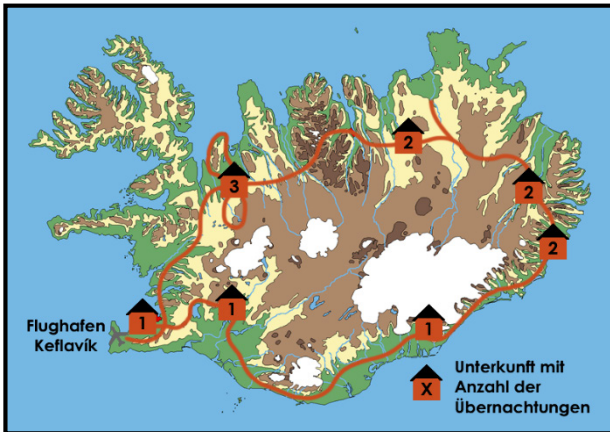 2
3
2
2
1
1
1
Flughafen
Keflavík
Unterkunft mit
X
Anzahl der
Übernachtungen